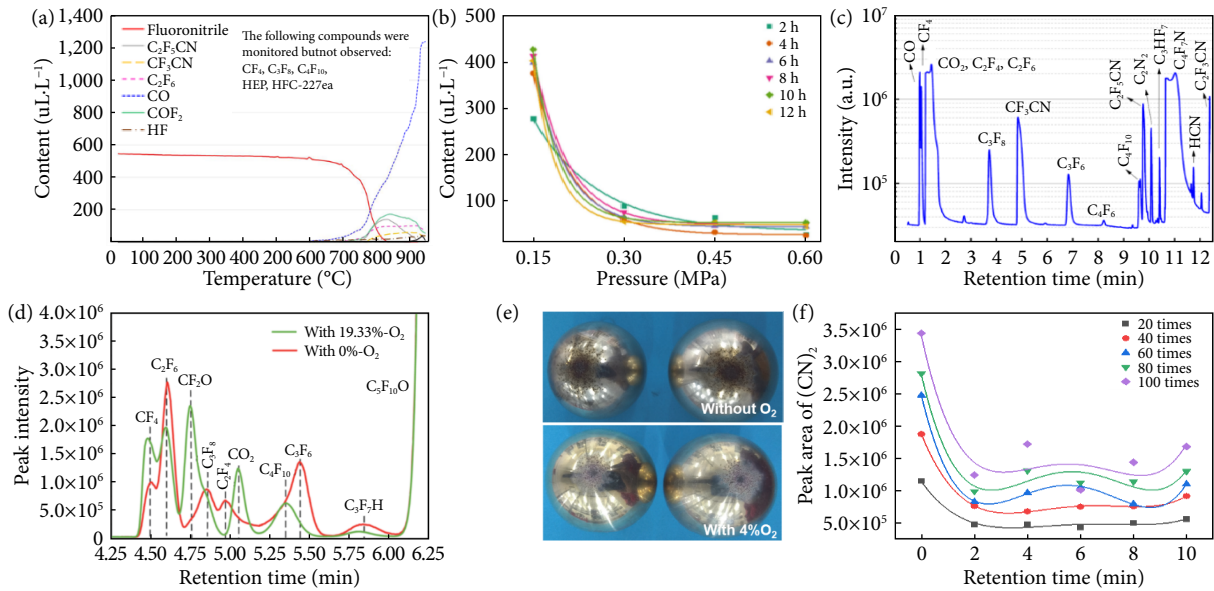 (a)
1,400
1,200
1,000
800
600
400
200
Content (uL·L⁻¹)
0
100
200
300
400
500
600
700
800
900
Temperature (°C)
Fluoronitrile
C₂F₅CN
CF₃CN
C₂F₆
CO
COF₂
HF
The following compounds were
monitored butnot observed:
CF₄, C₃F₈, C₄F₁₀,
HEP, HFC-227ea
(b)
500
400
300
200
100
0
Content (uL·L⁻¹)
0.15
0.30
0.45
0.60
Pressure (MPa)
2 h
4 h
6 h
8 h
10 h
12 h
(c)
10⁷
10⁶
10⁵
Intensity (a.u.)
CO
CF₄
CO₂, C₂F₄, C₂F₆
C₃F₈
CF₃CN
C₃F₆
C₄F₆
C₄F₁₀
C₂F₅CN
C₂N₂
C₃HF₇
C₄F₇N
HCN
C₂F₃CN
0
1
2
3
4
5
6
7
8
9
10
11
12
Retention time (min)
(d)
4.0×10⁶
3.5×10⁶
3.0×10⁶
2.5×10⁶
2.0×10⁶
1.5×10⁶
1.0×10⁶
5.0×10⁵
0
Peak intensity
With 19.33%-O₂
With 0%-O₂
CF₄
C₂F₆
CF₂O
C₃F₈
C₂F₄
CO₂
C₄F₁₀
C₃F₆
C₃F₇H
C₅F₁₀O
4.25
4.50
4.75
5.00
5.25
5.50
5.75
6.00
6.25
Retention time (min)
(e)
Without O₂
With 4%O₂
(f)
3.5×10⁶
3.0×10⁶
2.5×10⁶
2.0×10⁶
1.5×10⁶
1.0×10⁶
5.0×10⁵
Peak area of (CN)₂
20 times
40 times
60 times
80 times
100 times
0
2
4
6
8
10
Retention time (min)